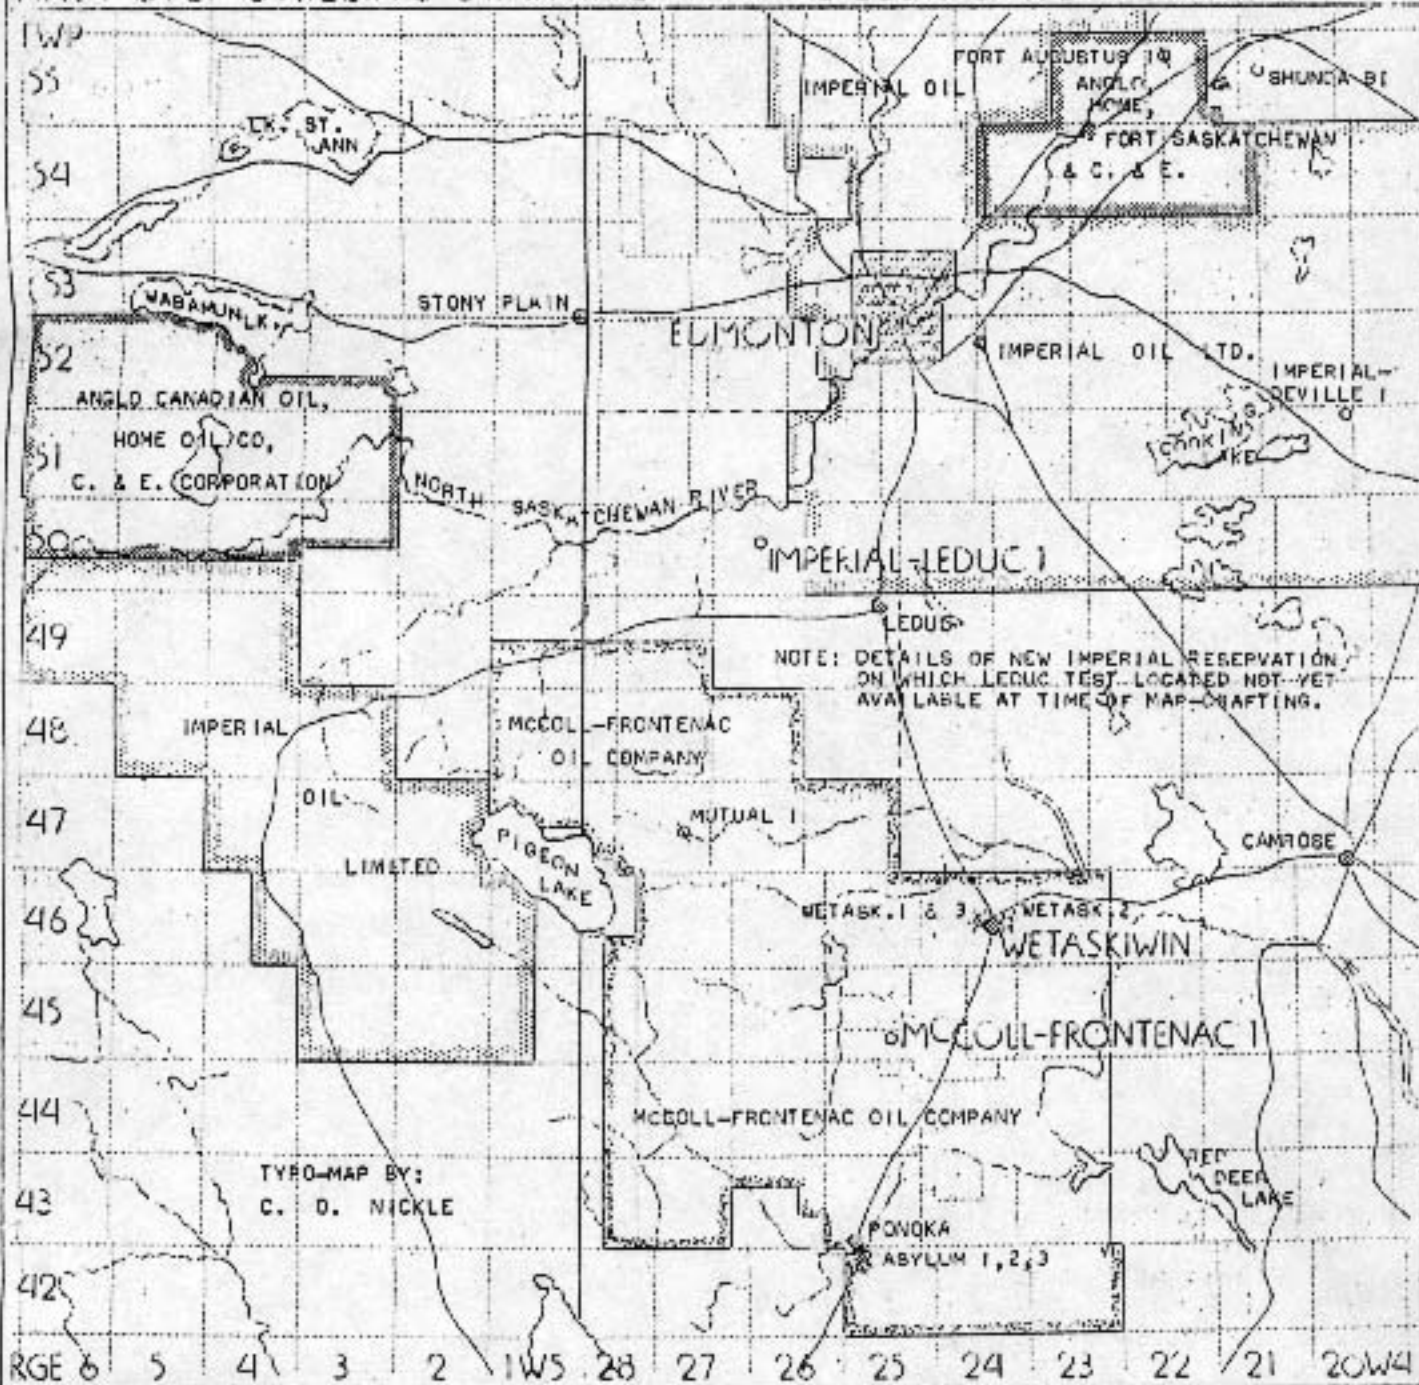 TWP
55
IMPERIAL OIL
FORT AUGUSTUS 1
ANGLO,
HOME,
SHUNDA B1
FORT SASKATCHEWAN
& C. & E.
LK. ST.
ANN
54
53
WABAMUN LK.
STONY PLAIN
EDMONTON
52
IMPERIAL OIL LTD.
IMPERIAL-
DEVILLE 1
ANGLO CANADIAN OIL,
HOME OIL CO,
C. & E. CORPORATION
COOKING
LAKE
51
NORTH SASKATCHEWAN RIVER
50
IMPERIAL-LEDUC 1
LEDUC
49
NOTE: DETAILS OF NEW IMPERIAL RESERVATION
ON WHICH LEDUC TEST LOCATED NOT YET
AVAILABLE AT TIME OF MAP-DRAFTING.
48
IMPERIAL
OIL
LIMITED
MCCOLL-FRONTENAC
OIL COMPANY
47
MUTUAL 1
PIGEON
LAKE
CAMROSE
46
WETASK.1 & 3
WETASK.2
WETASKIWIN
45
MCCOLL-FRONTENAC 1
44
MCCOLL-FRONTENAC OIL COMPANY
TYPO-MAP BY:
C. O. NICKLE
RED
DEER
LAKE
43
PONOKA
ASYLUM 1,2,3
42
RGE 6 5 4 3 2 1W5 28 27 26 25 24 23 22 21 20W4